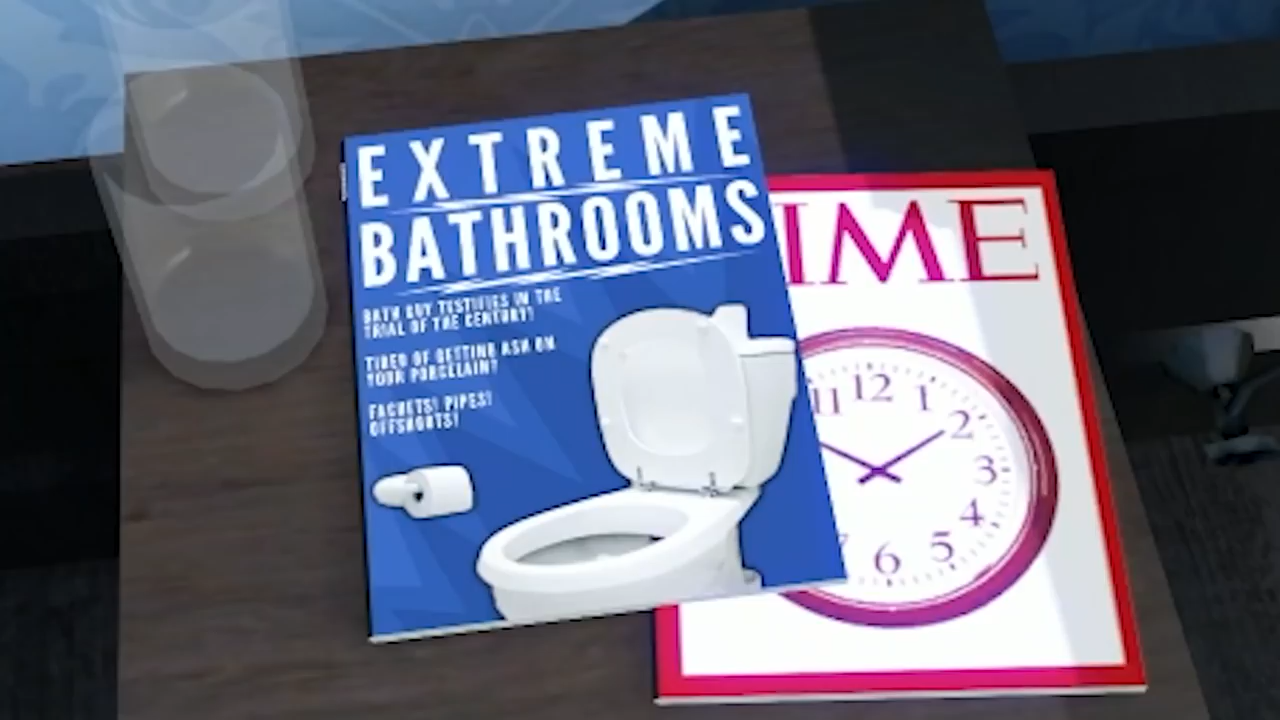 EXTREME
BATHROOMS
BATH GUY TESTIFIES IN THE
TRIAL OF THE CENTURY!
TIRED OF GETTING ASH ON
YOUR PORCELAIN?
FAUCETS! PIPES!
OFFSHORTS!
IME
11 12 1
2
3
4
5
6
7